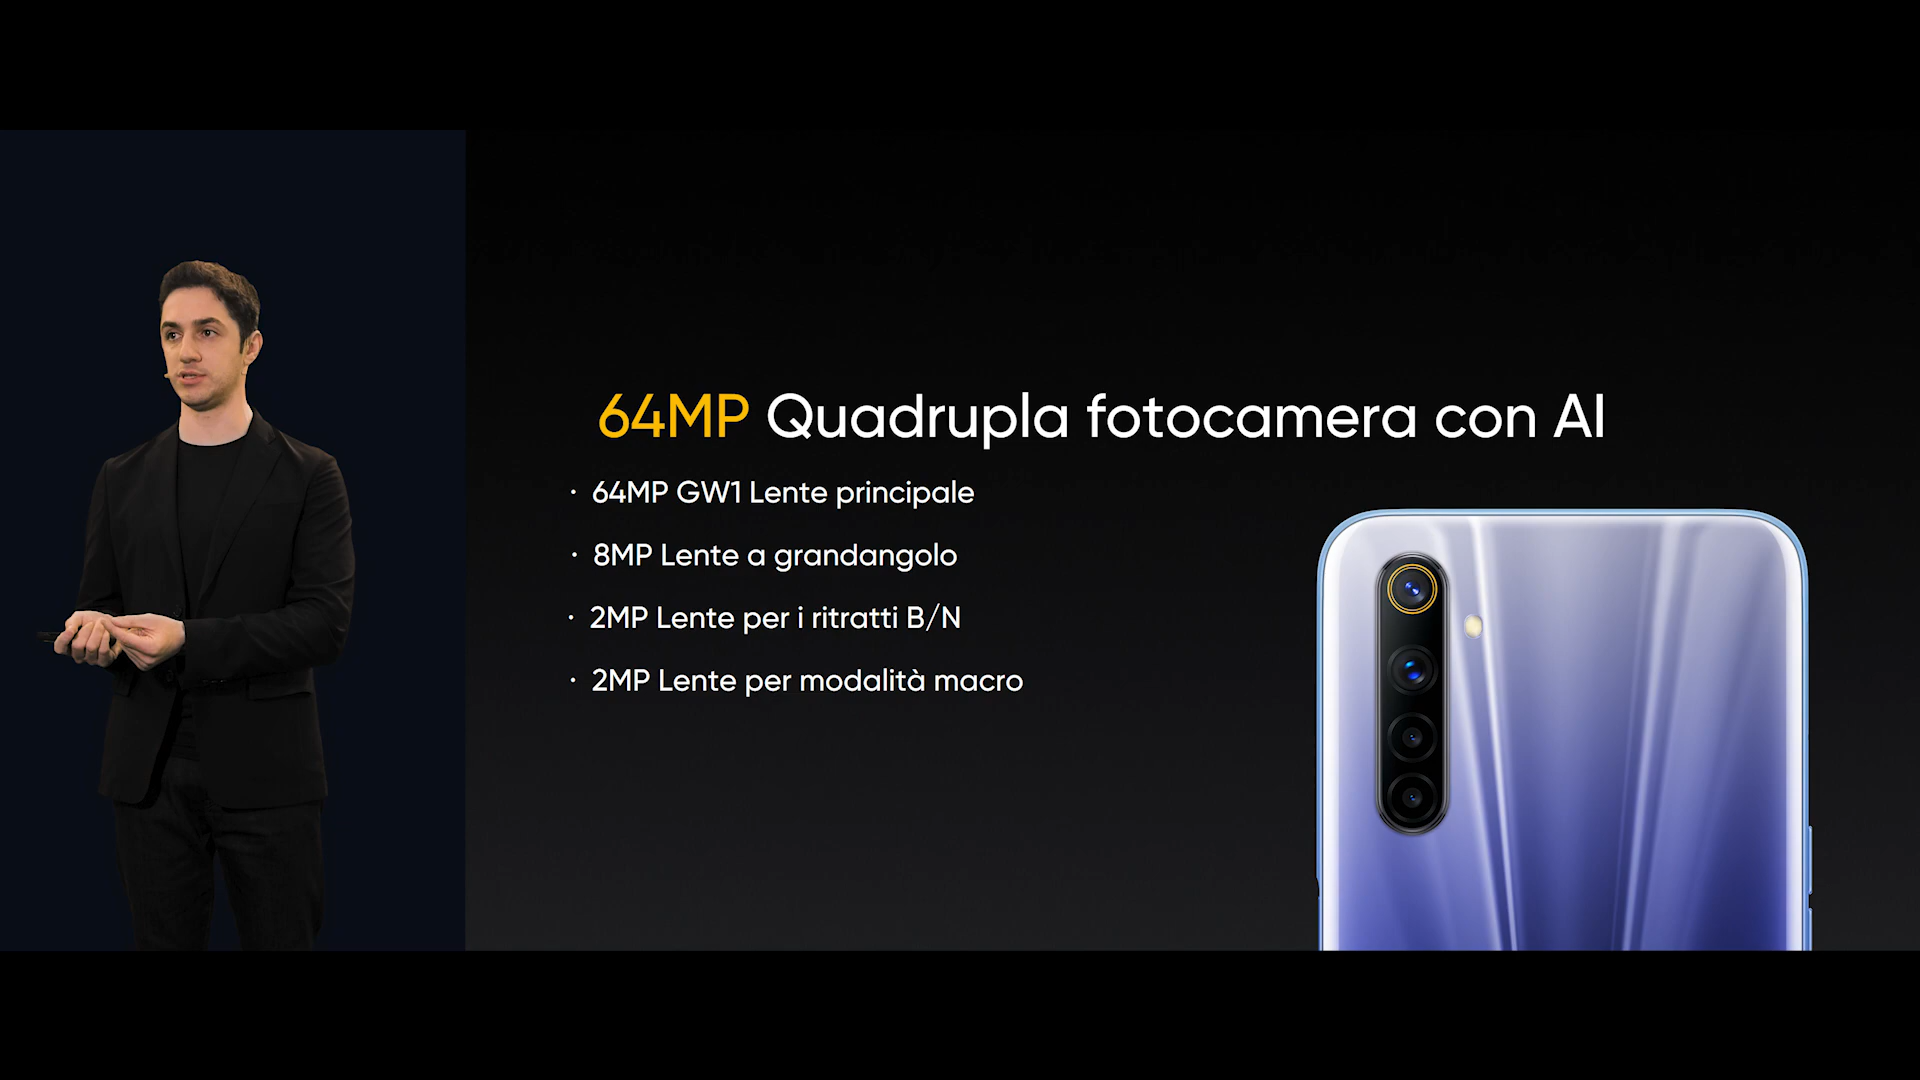 64MP Quadrupla fotocamera con AI
· 64MP GW1 Lente principale
· 8MP Lente a grandangolo
· 2MP Lente per i ritratti B/N
· 2MP Lente per modalità macro